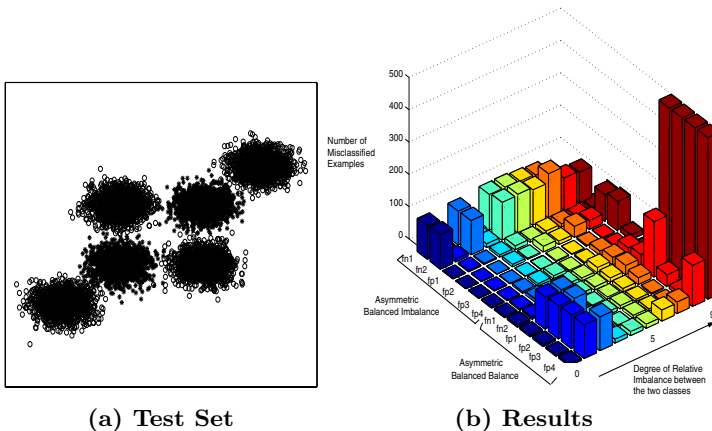 500
400
300
200
100
0
Number of
Misclassified
Examples
fn1
fn2
fp1
fp2
fp3
fp4
fn1
fn2
fp1
fp2
fp3
fp4
Asymmetric
Balanced Imbalance
Asymmetric
Balanced Balance
0
5
9
Degree of Relative
Imbalance between
the two classes
(a) Test Set
(b) Results